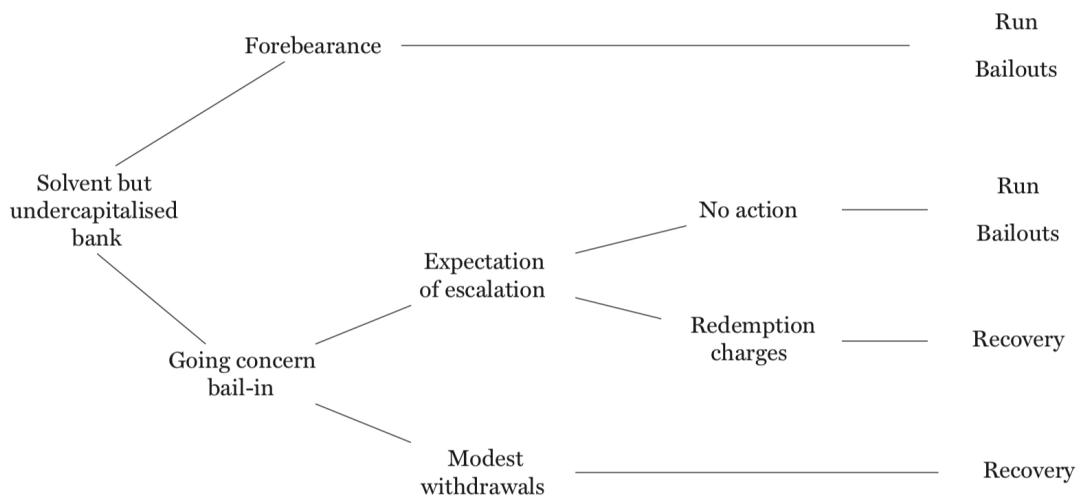 Forebearance
Run
Bailouts
Solvent but
undercapitalised
bank
No action
Run
Bailouts
Expectation
of escalation
Redemption
charges
Recovery
Going concern
bail-in
Modest
withdrawals
Recovery